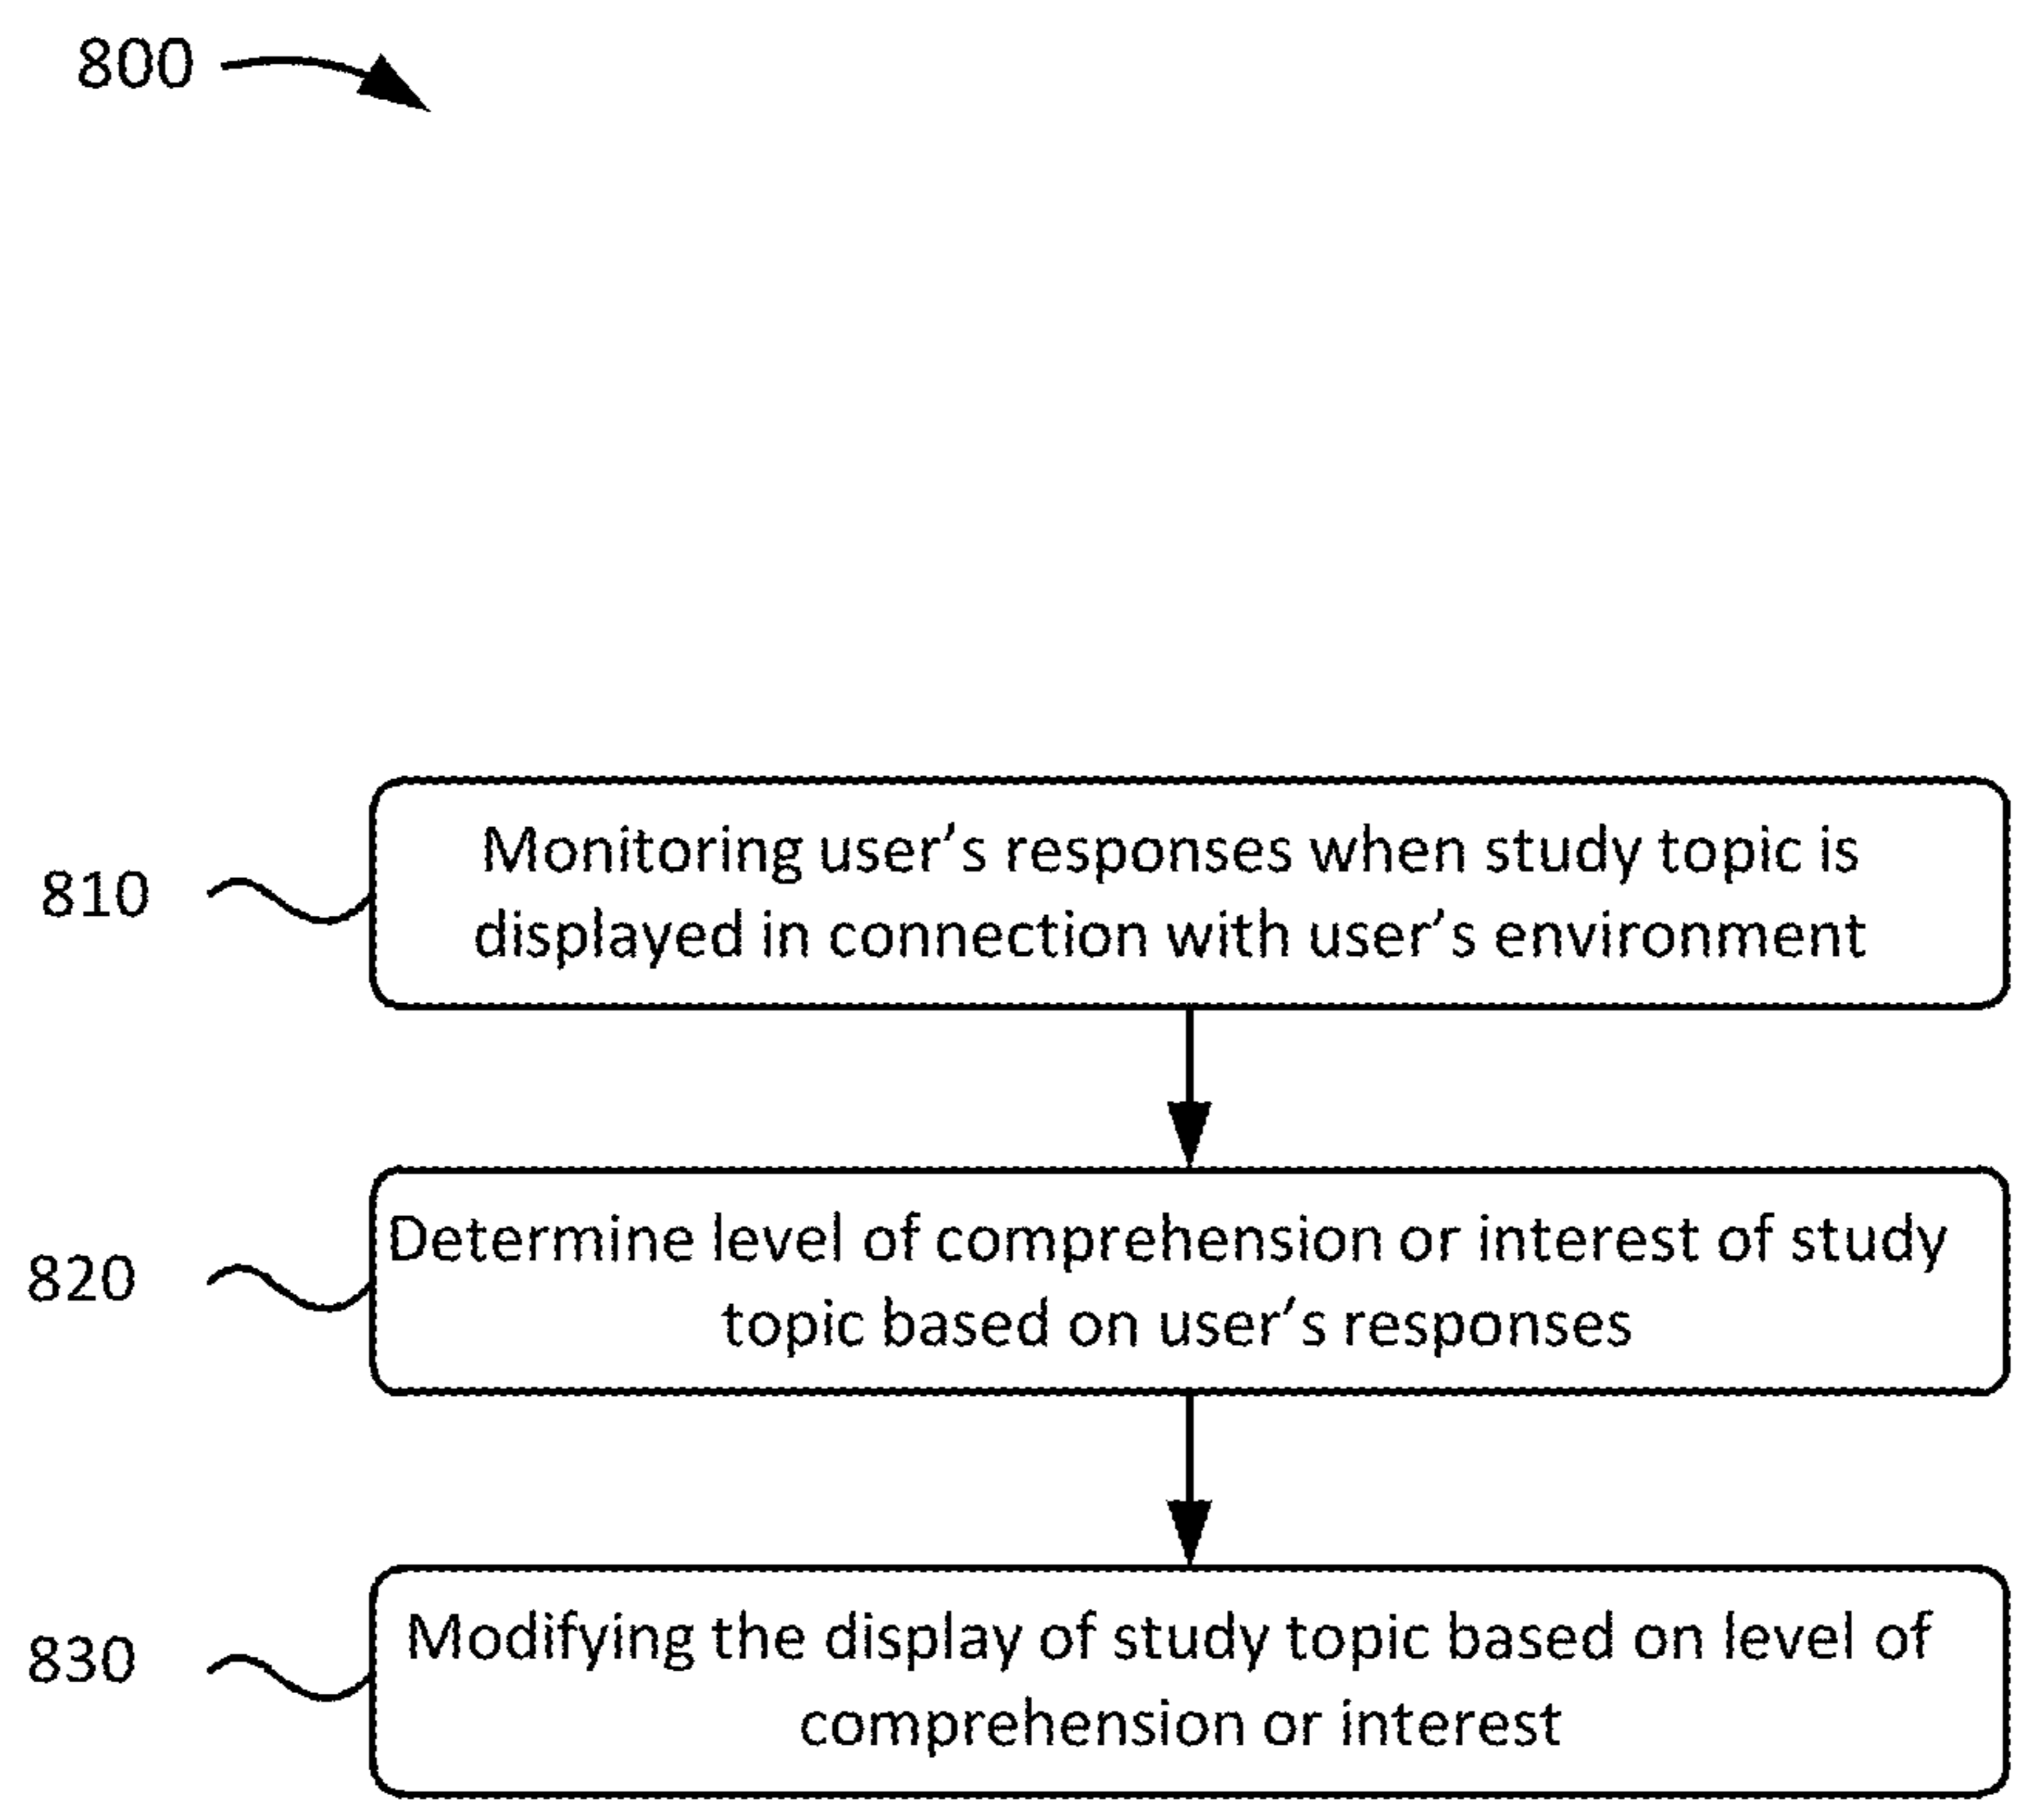 800
810
Monitoring user's responses when study topic is
displayed in connection with user's environment
820
Determine level of comprehension or interest of study
topic based on user's responses
830
Modifying the display of study topic based on level of
comprehension or interest